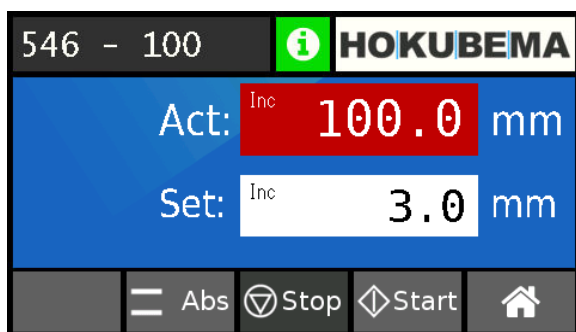 546 - 100 i HOKUBEMA
Act: Inc 100.0 mm
Set: Inc 3.0 mm
Abs Stop Start